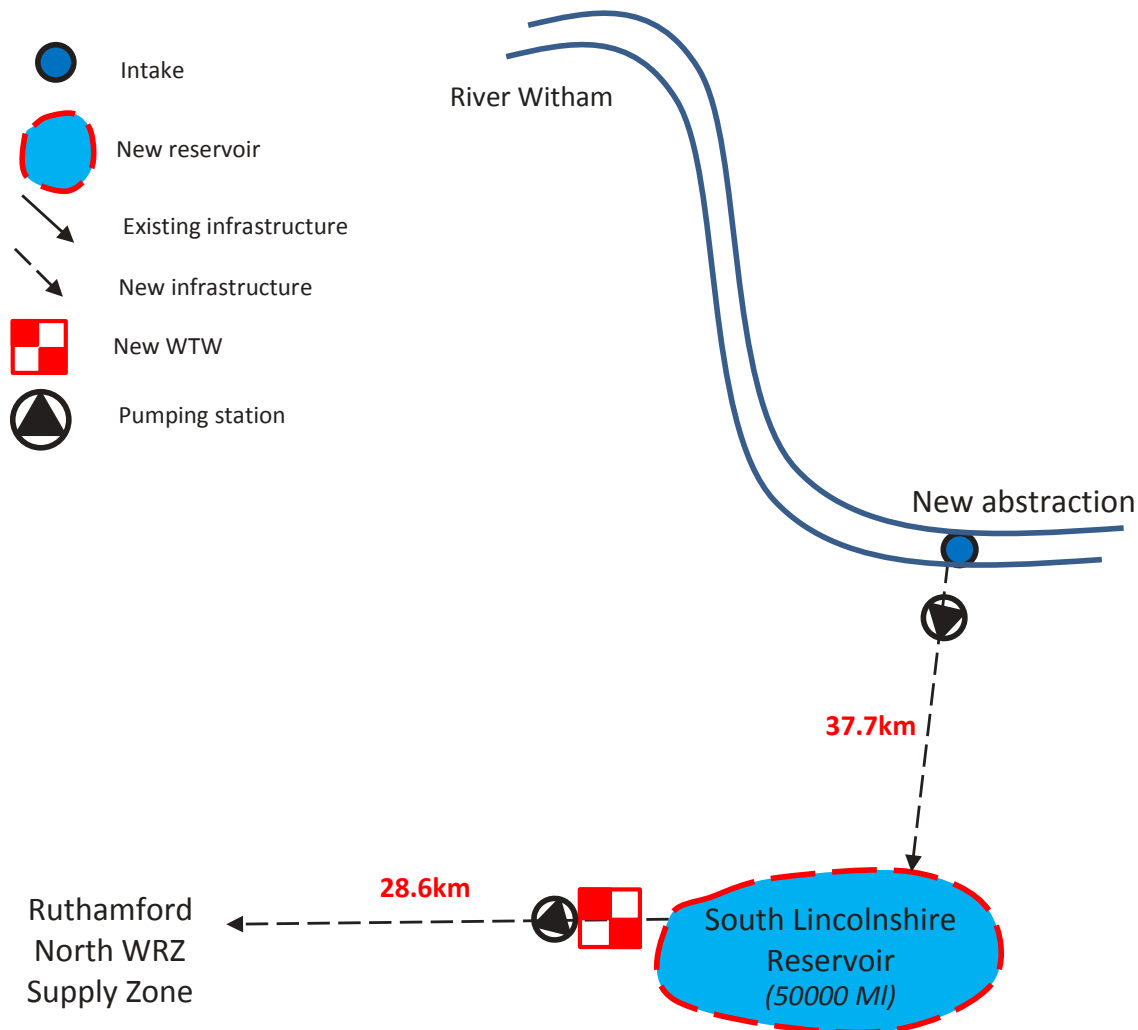 Intake
New reservoir
Existing infrastructure
New infrastructure
New WTW
Pumping station
River Witham
New abstraction
37.7km
28.6km
Ruthamford
North WRZ
Supply Zone
South Lincolnshire
Reservoir
(50000 Ml)